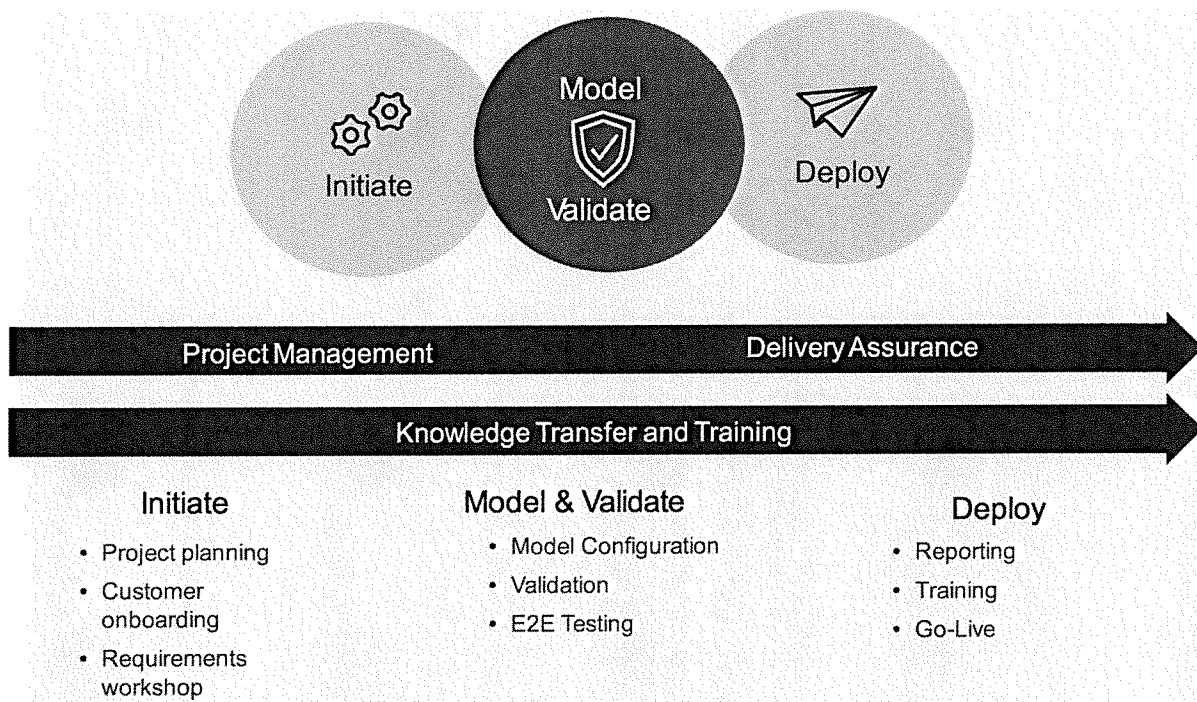 Model
Initiate
Validate
Deploy
Project Management
Delivery Assurance
Knowledge Transfer and Training
Initiate
• Project planning
• Customer
onboarding
• Requirements
workshop
Model & Validate
• Model Configuration
• Validation
• E2E Testing
Deploy
• Reporting
• Training
• Go-Live